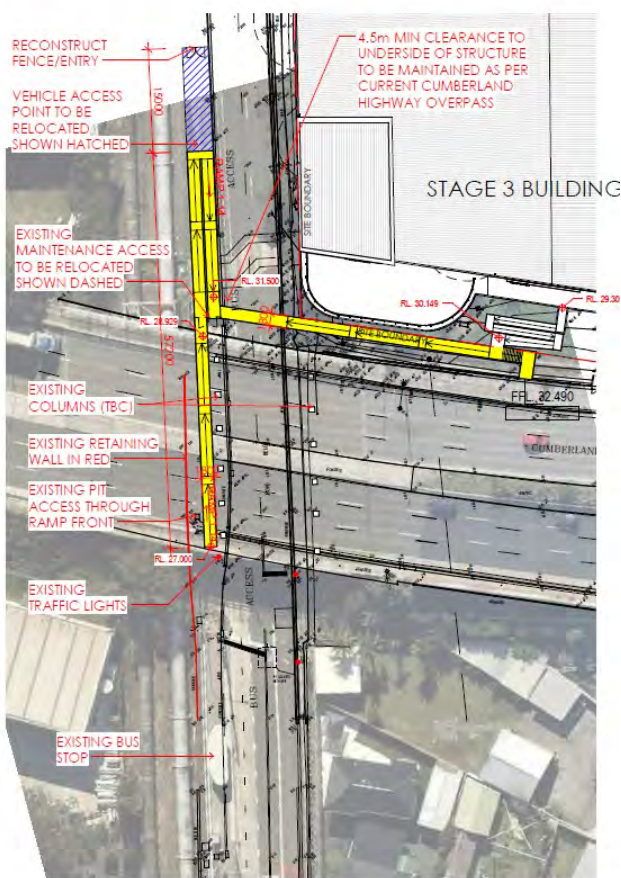 RECONSTRUCT
FENCE/ENTRY
VEHICLE ACCESS
POINT TO BE
RELOCATED,
SHOWN HATCHED
15000
4.5m MIN CLEARANCE TO
UNDERSIDE OF STRUCTURE
TO BE MAINTAINED AS PER
CURRENT CUMBERLAND
HIGHWAY OVERPASS
ACCESS
SITE BOUNDARY
STAGE 3 BUILDING
EXISTING
MAINTENANCE ACCESS
TO BE RELOCATED
SHOWN DASHED
RL. 31.500
RL. 28.929
RL. 30.149
RL. 29.30
SITE BOUNDARY
FFL. 32.490
EXISTING
COLUMNS (TBC)
CUMBERLAN
EXISTING RETAINING
WALL IN RED
EXISTING PIT
ACCESS THROUGH
RAMP FRONT
RL. 27.000
EXISTING
TRAFFIC LIGHTS
ACCESS
BUS
EXISTING BUS
STOP